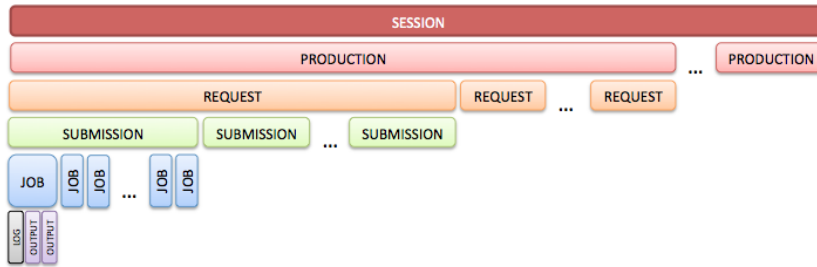 SESSION
PRODUCTION ... PRODUCTION
REQUEST REQUEST ... REQUEST
SUBMISSION SUBMISSION ... SUBMISSION
JOB JOB JOB ... JOB JOB
LOG OUTPUT OUTPUT